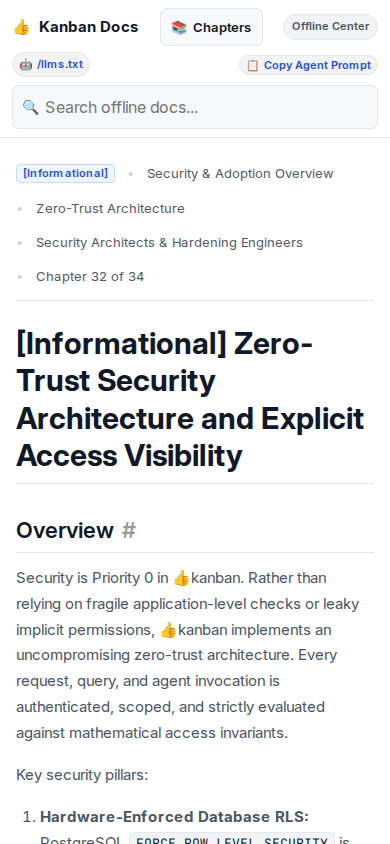 👍 Kanban Docs
📚 Chapters
Offline Center
🤖 /llms.txt
📋 Copy Agent Prompt
🔍 Search offline docs...
[Informational] • Security & Adoption Overview
• Zero-Trust Architecture
• Security Architects & Hardening Engineers
• Chapter 32 of 34
[Informational] Zero-
Trust Security
Architecture and Explicit
Access Visibility
Overview #
Security is Priority 0 in 👍kanban. Rather than
relying on fragile application-level checks or leaky
implicit permissions, 👍kanban implements an
uncompromising zero-trust architecture. Every
request, query, and agent invocation is
authenticated, scoped, and strictly evaluated
against mathematical access invariants.
Key security pillars:
1. Hardware-Enforced Database RLS:
PostgreSQL FORCE ROW LEVEL SECURITY is